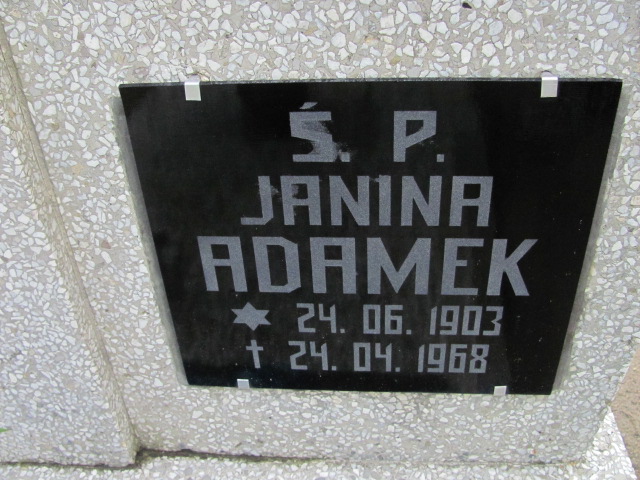 Ś. P.
JANINA
ADAMEK
✶ 24. 06. 1903
† 24. 04. 1968